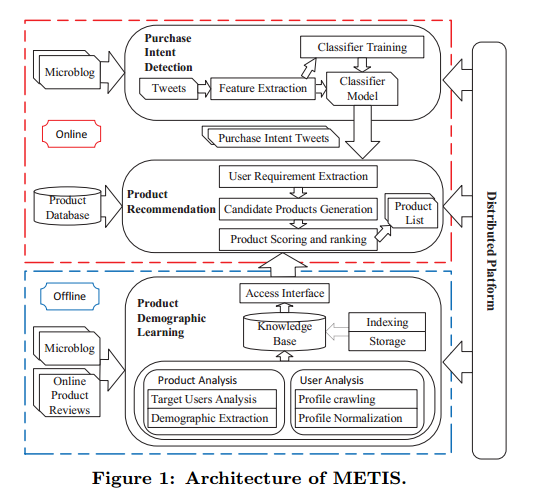 Purchase
Intent
Detection
Classifier Training
Microblog
Tweets
Feature Extraction
Classifier
Model
Online
Purchase Intent Tweets
User Requirement Extraction
Product
Database
Product
Recommendation
Candidate Products Generation
Product
List
Product Scoring and ranking
Distributed Platform
Offline
Product
Demographic
Learning
Access Interface
Microblog
Knowledge
Base
Indexing
Storage
Online
Product
Reviews
Product Analysis
Target Users Analysis
Demographic Extraction
User Analysis
Profile crawling
Profile Normalization
Figure 1: Architecture of METIS.